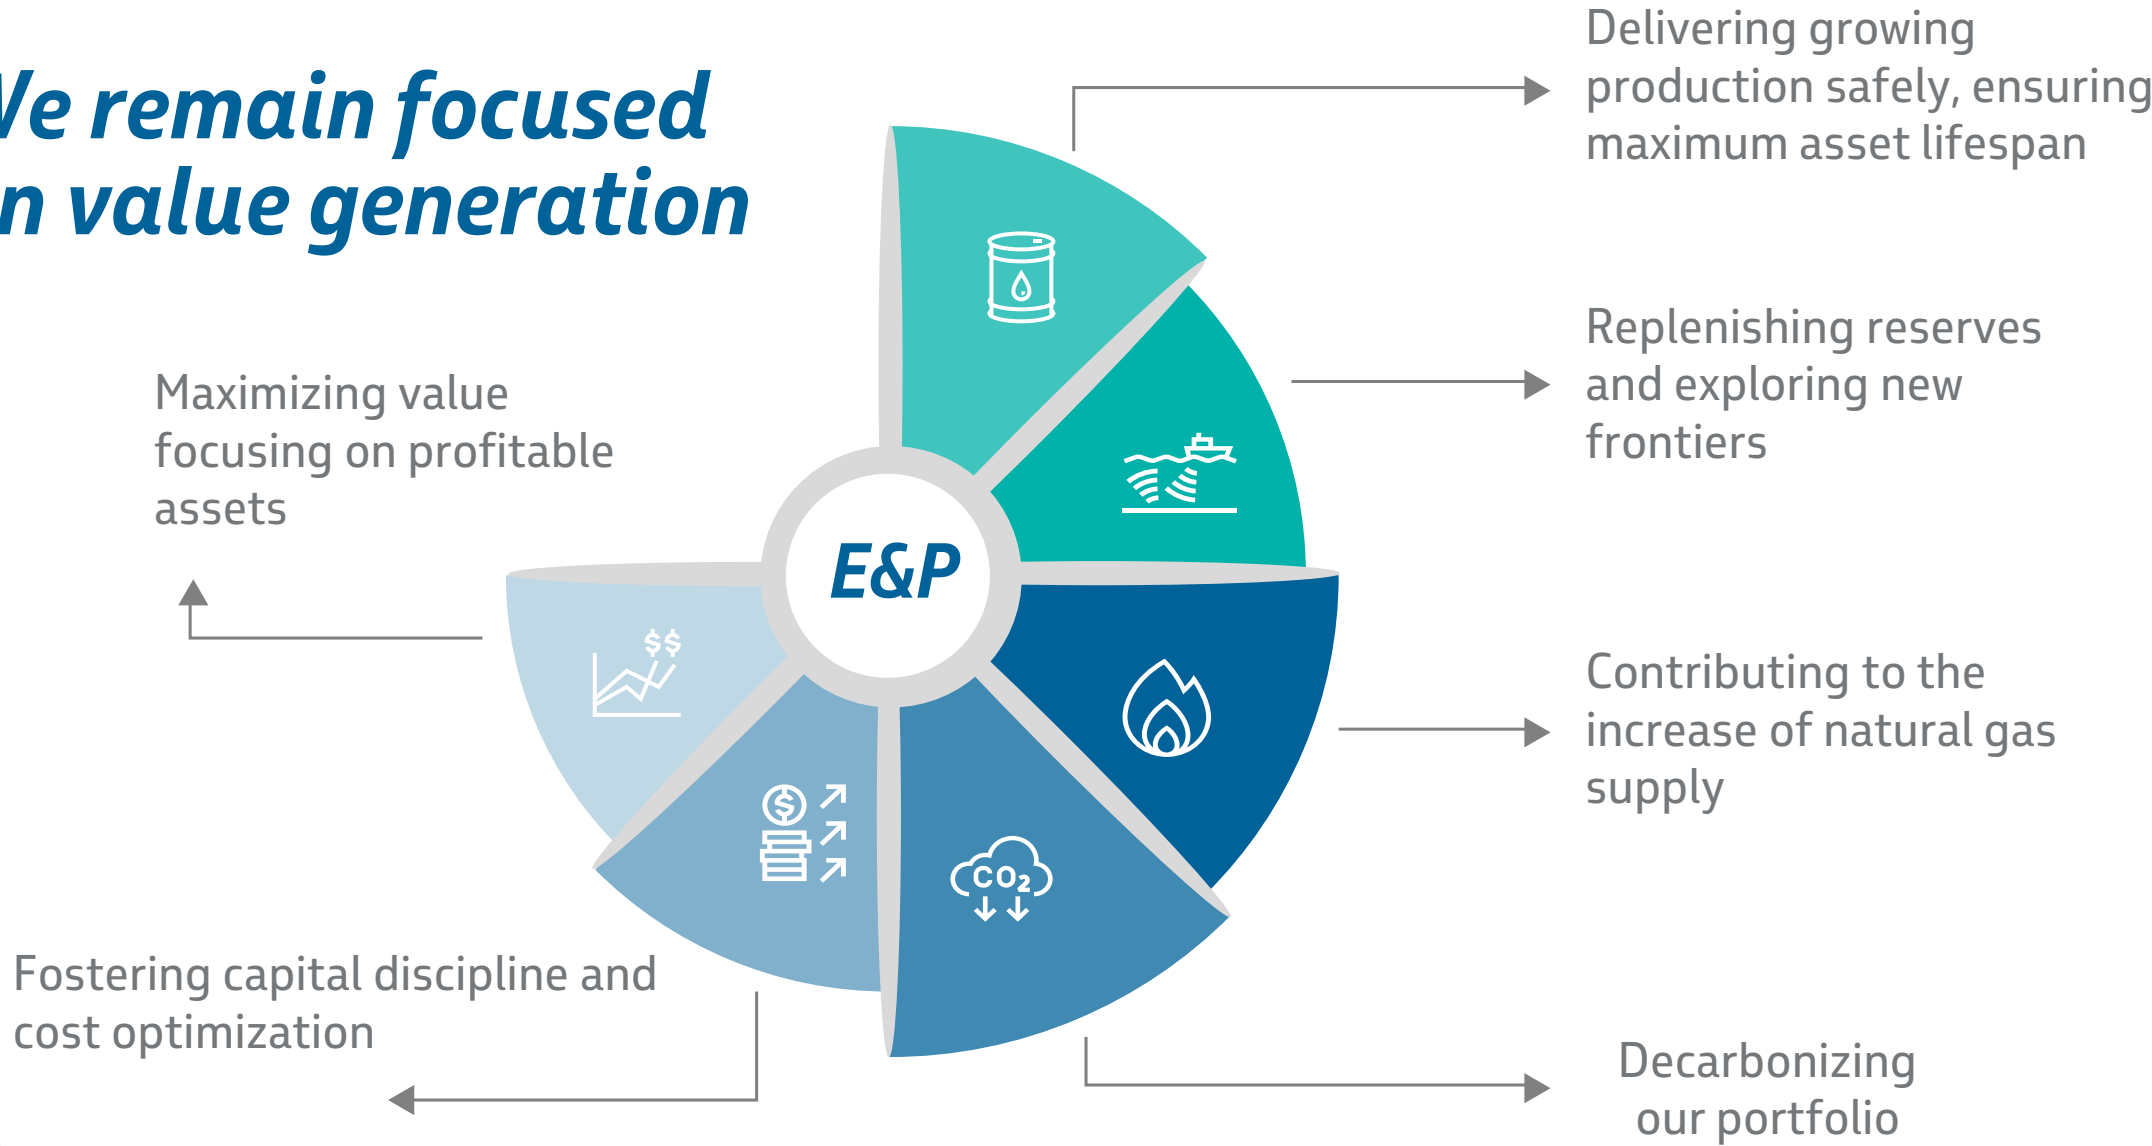 We remain focused
on value generation
Delivering growing
production safely, ensuring
maximum asset lifespan
Replenishing reserves
and exploring new
frontiers
Contributing to the
increase of natural gas
supply
Decarbonizing
our portfolio
Fostering capital discipline and
cost optimization
Maximizing value
focusing on profitable
assets
E&P
$$
$
CO2